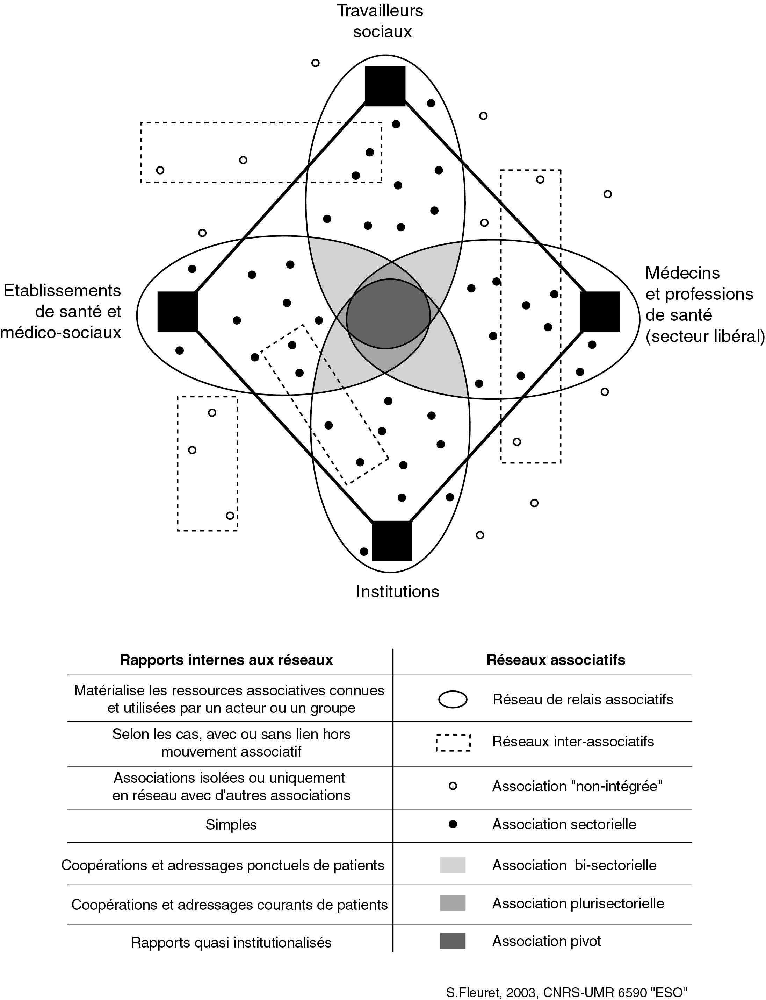 Travailleurs
sociaux
Etablissements
de santé et
médico-sociaux
Médecins
et professions
de santé
(secteur libéral)
Institutions
Rapports internes aux réseaux
Réseaux associatifs
Matérialise les ressources associatives connues
et utilisées par un acteur ou un groupe
Réseau de relais associatifs
Selon les cas, avec ou sans lien hors
mouvement associatif
Réseaux inter-associatifs
Associations isolées ou uniquement
en réseau avec d'autres associations
Association "non-intégrée"
Simples
Association sectorielle
Coopérations et adressages ponctuels de patients
Association bi-sectorielle
Coopérations et adressages courants de patients
Association plurisectorielle
Rapports quasi institutionalisés
Association pivot
S.Fleuret, 2003, CNRS-UMR 6590 "ESO"